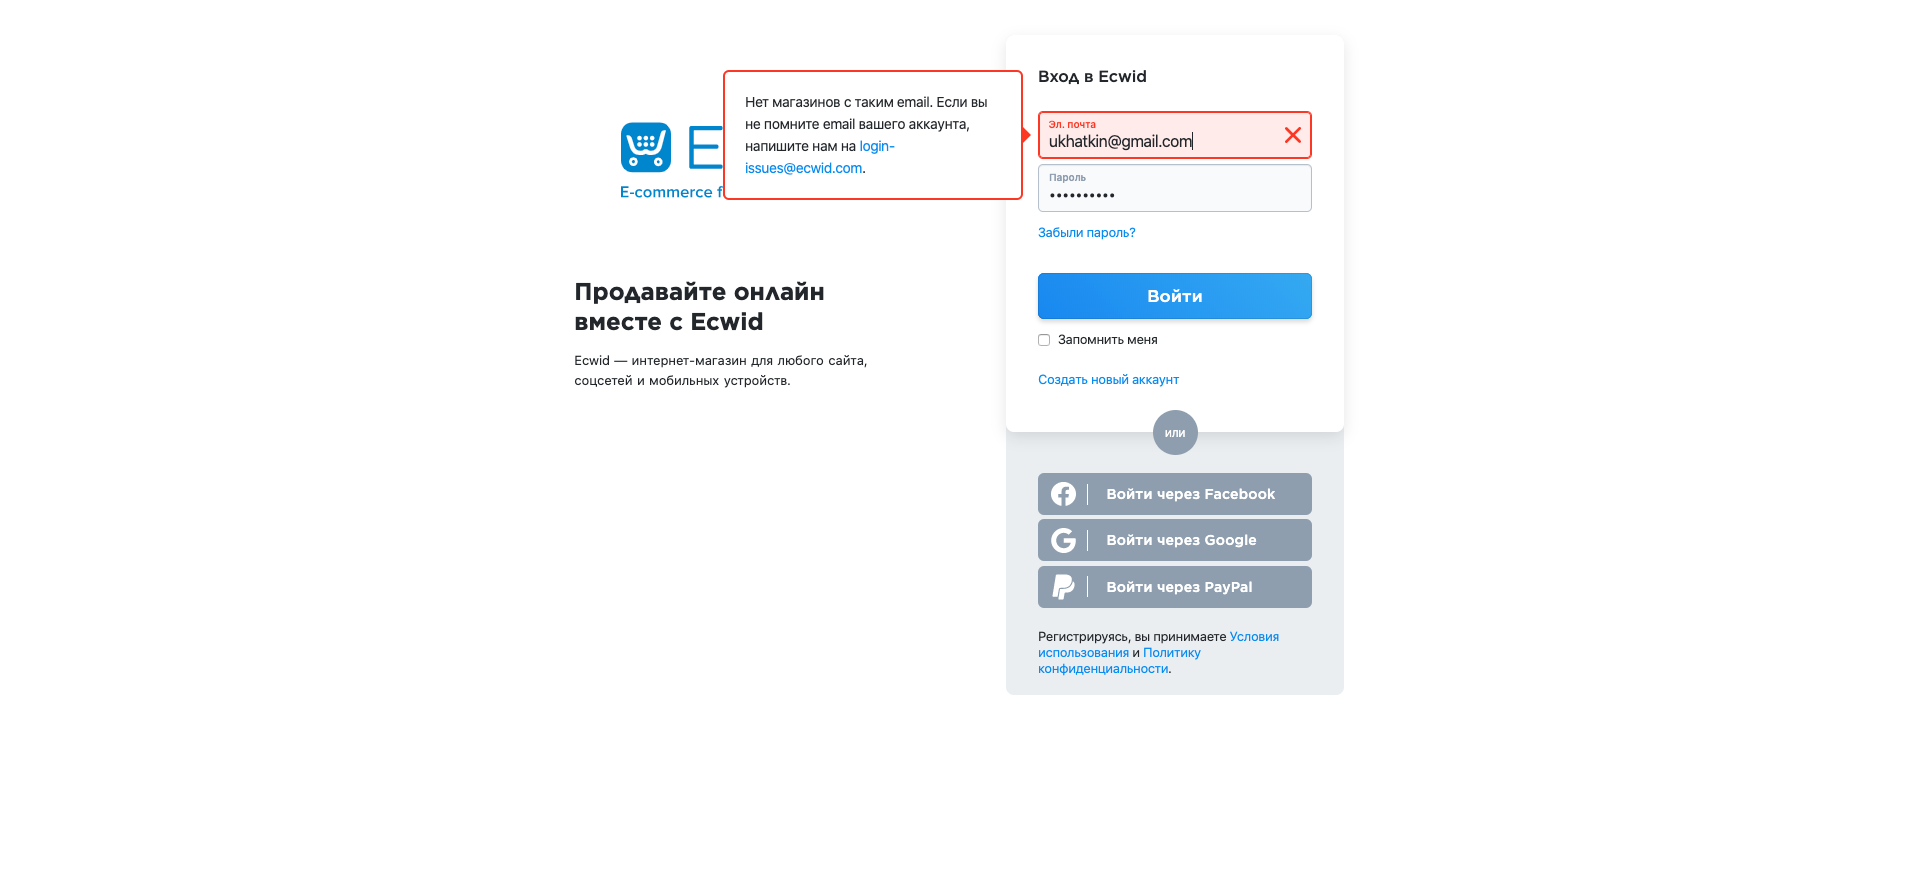 Нет магазинов с таким email. Если вы
не помните email вашего аккаунта,
напишите нам на login-
issues@ecwid.com.
E
E-commerce f
Продавайте онлайн
вместе с Ecwid
Ecwid — интернет-магазин для любого сайта,
соцсетей и мобильных устройств.
Вход в Ecwid
Эл. почта
ukhatkin@gmail.com
Пароль
••••••••••
Забыли пароль?
Войти
Запомнить меня
Создать новый аккаунт
или
Войти через Facebook
Войти через Google
Войти через PayPal
Регистрируясь, вы принимаете Условия
использования и Политику
конфиденциальности.